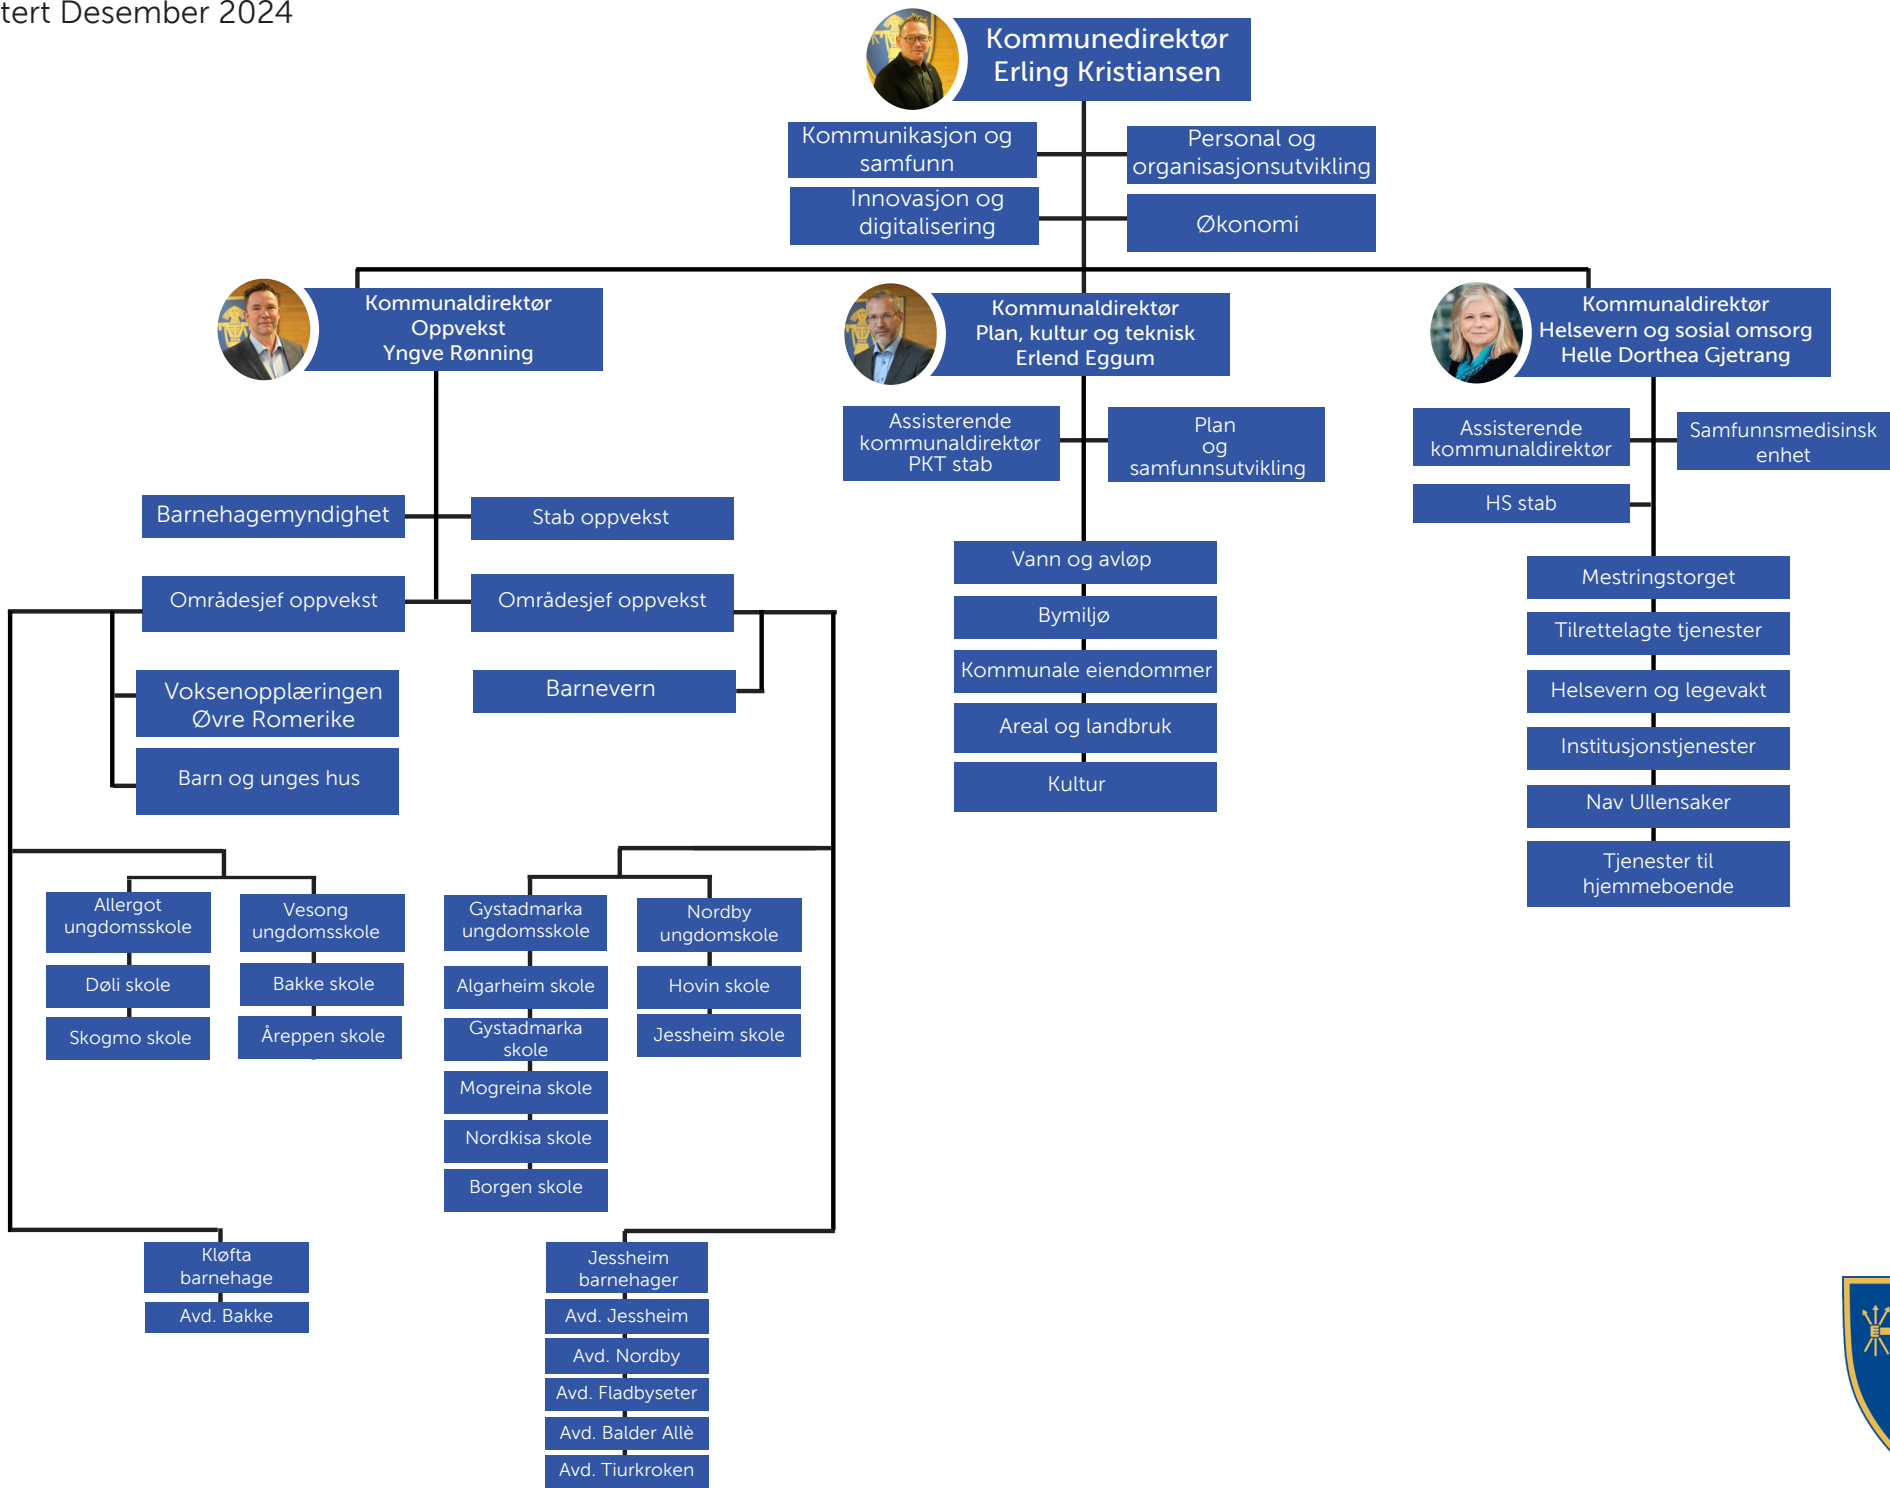 tert Desember 2024
Kommunedirektør
Erling Kristiansen
Kommunikasjon og
samfunn
Personal og
organisasjonsutvikling
Innovasjon og
digitalisering
Økonomi
Kommunaldirektør
Oppvekst
Yngve Rønning
Kommunaldirektør
Plan, kultur og teknisk
Erlend Eggum
Kommunaldirektør
Helsevern og sosial omsorg
Helle Dorthea Gjetrang
Assisterende
kommunaldirektør
PKT stab
Plan
og
samfunnsutvikling
Assisterende
kommunaldirektør
Samfunnsmedisinsk
enhet
HS stab
Barnehagemyndighet
Stab oppvekst
Områdesjef oppvekst
Områdesjef oppvekst
Voksenopplæringen
Øvre Romerike
Barnevern
Barn og unges hus
Vann og avløp
Bymiljø
Kommunale eiendommer
Areal og landbruk
Kultur
Mestringstorget
Tilrettelagte tjenester
Helsevern og legevakt
Institusjonstjenester
Nav Ullensaker
Tjenester til
hjemmeboende
Allergot
ungdomsskole
Døli skole
Skogmo skole
Vesong
ungdomsskole
Bakke skole
Åreppen skole
Gystadmarka
ungdomsskole
Algarheim skole
Gystadmarka
skole
Mogreina skole
Nordkisa skole
Borgen skole
Nordby
ungdomskole
Hovin skole
Jessheim skole
Kløfta
barnehage
Avd. Bakke
Jessheim
barnehager
Avd. Jessheim
Avd. Nordby
Avd. Fladbyseter
Avd. Balder Allè
Avd. Tiurkroken